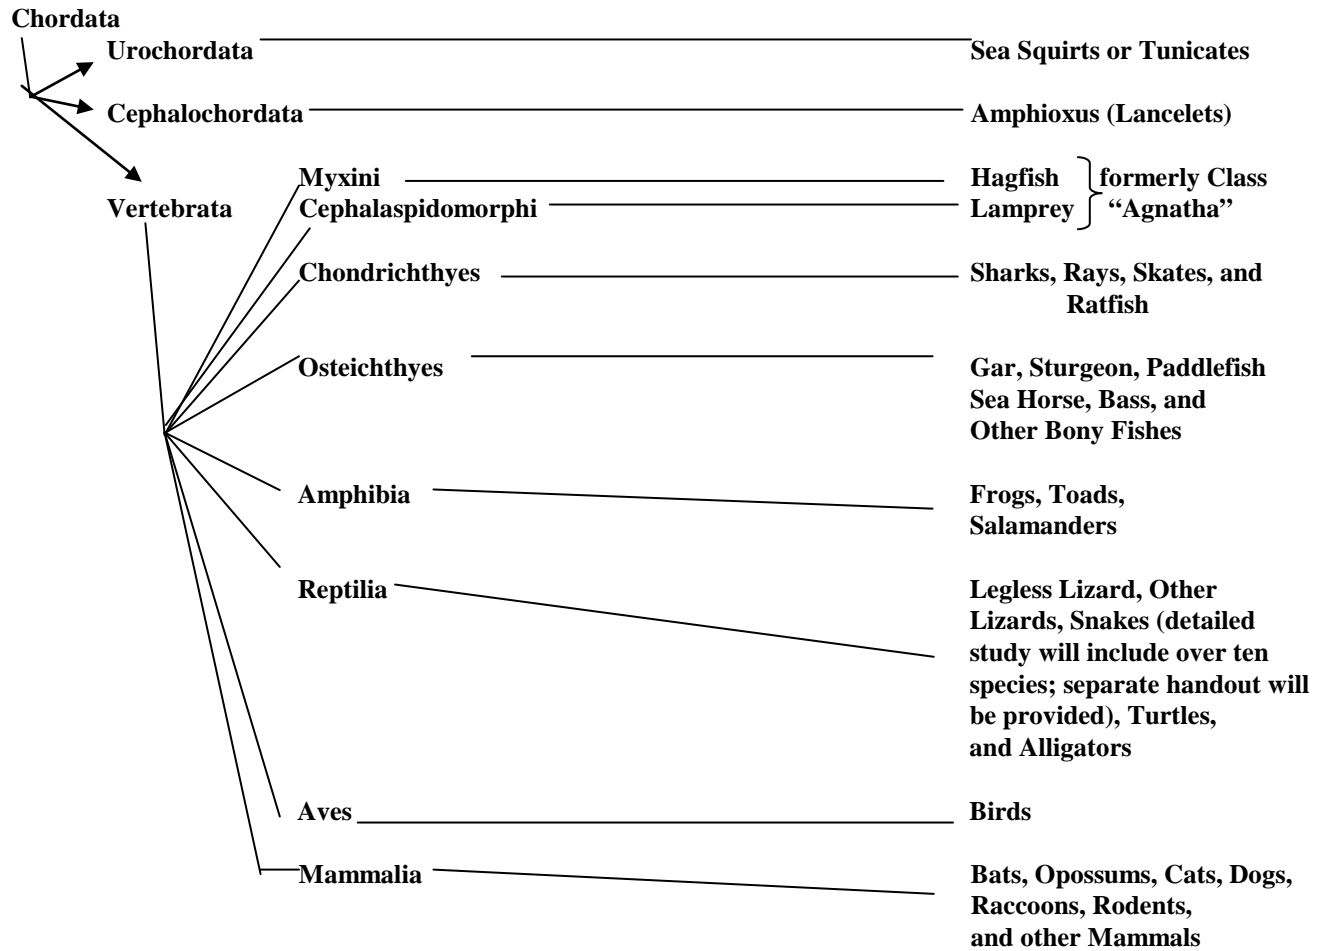 Chordata
Urochordata Sea Squirts or Tunicates
Cephalochordata Amphioxus (Lancelets)
Myxini Hagfish formerly Class
Vertebrata Cephalaspidomorphi Lamprey “Agnatha”
Chondrichthyes Sharks, Rays, Skates, and
Ratfish
Osteichthyes Gar, Sturgeon, Paddlefish
Sea Horse, Bass, and
Other Bony Fishes
Amphibia Frogs, Toads,
Salamanders
Reptilia Legless Lizard, Other
Lizards, Snakes (detailed
study will include over ten
species; separate handout will
be provided), Turtles,
and Alligators
Aves Birds
Mammalia Bats, Opossums, Cats, Dogs,
Raccoons, Rodents,
and other Mammals